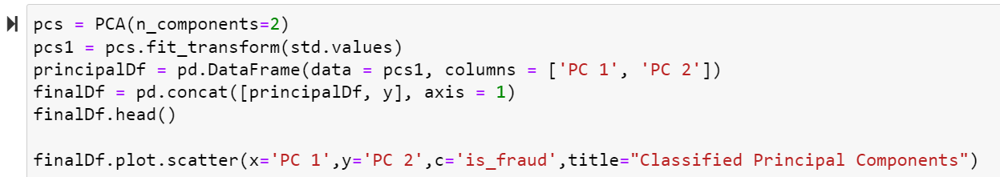 pcs = PCA(n_components=2)
pcs1 = pcs.fit_transform(std.values)
principalDf = pd.DataFrame(data = pcs1, columns = ['PC 1', 'PC 2'])
finalDf = pd.concat([principalDf, y], axis = 1)
finalDf.head()
finalDf.plot.scatter(x='PC 1',y='PC 2',c='is_fraud',title="Classified Principal Components")